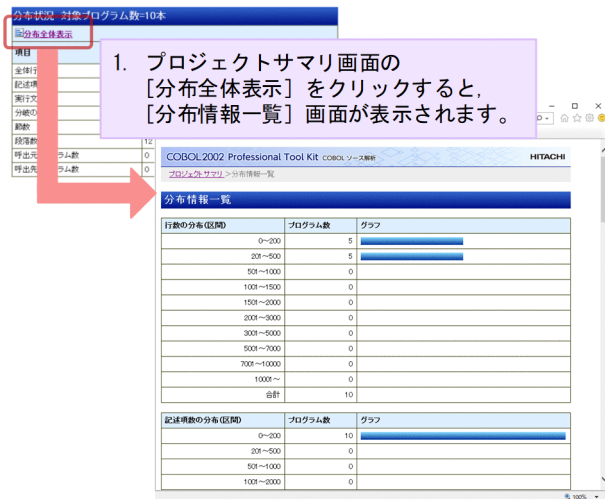 分布状況 対象プログラム数=10本
分布全体表示
項目
全体行
記述項
実行文
分岐の
節数
段落数 12
呼出元 ラム数 0
呼出先 ラム数 0
1. プロジェクトサマリ画面の
[分布全体表示]をクリックすると,
[分布情報一覧]画面が表示されます。
COBOL2002 Professional Tool Kit COBOL ソース解析 HITACHI
プロジェクトサマリ>分布情報一覧
分布情報一覧
行数の分布(区間) プログラム数 グラフ
0~200 5
201~500 5
501~1000 0
1001~1500 0
1501~2000 0
2001~3000 0
3001~5000 0
5001~7000 0
7001~10000 0
10001~ 0
合計 10
記述項数の分布(区間) プログラム数 グラフ
0~200 10
201~500 0
501~1000 0
1001~2000 0
100%